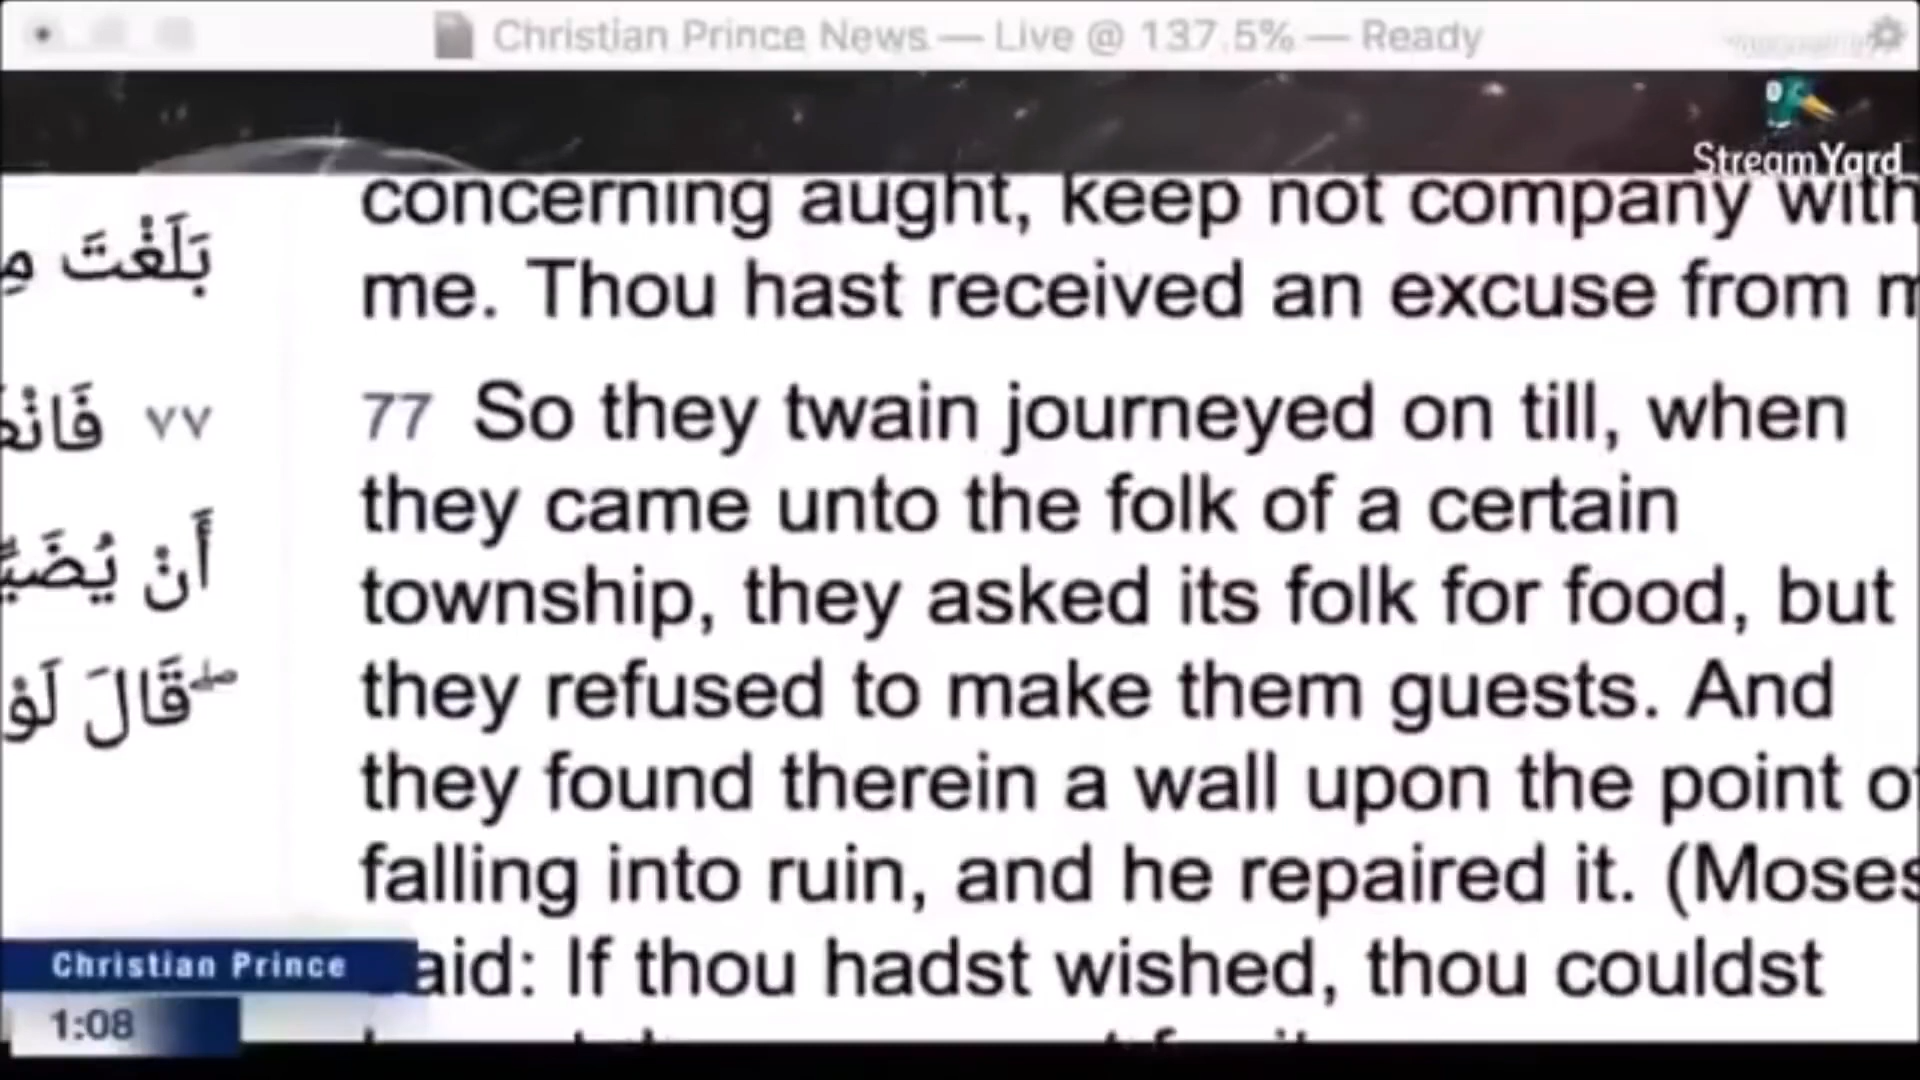 Christian Prince News — Live @ 137.5% — Ready
StreamYard
concerning aught, keep not company with
me. Thou hast received an excuse from
بَلَغْتَ
77 So they twain journeyed on till, when
٧٧
they came unto the folk of a certain
أَنْ
township, they asked its folk for food, but
they refused to make them guests. And
قَالَ لَوْ
they found therein a wall upon the point
falling into ruin, and he repaired it. (Moses
aid: If thou hadst wished, thou couldst
Christian Prince
1:08